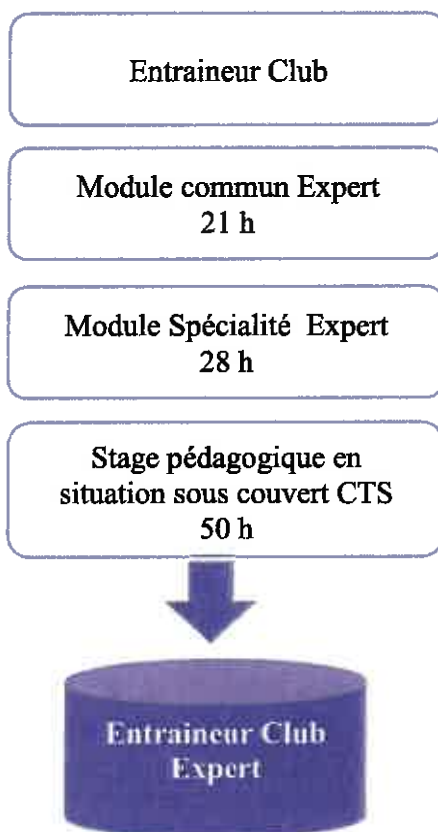 Entraineur Club
Module commun Expert
21 h
Module Spécialité Expert
28 h
Stage pédagogique en
situation sous couvert CTS
50 h
Entraineur Club
Expert